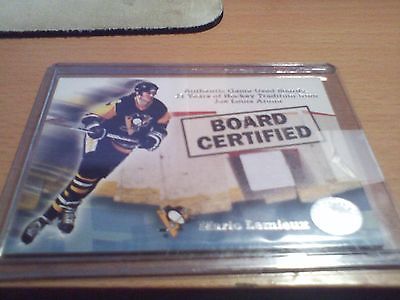 Authentic Game Used Boards
21 Years of Hockey Tradition from
Joe Louis Arena
BOARD
CERTIFIED
Mario Lemieux